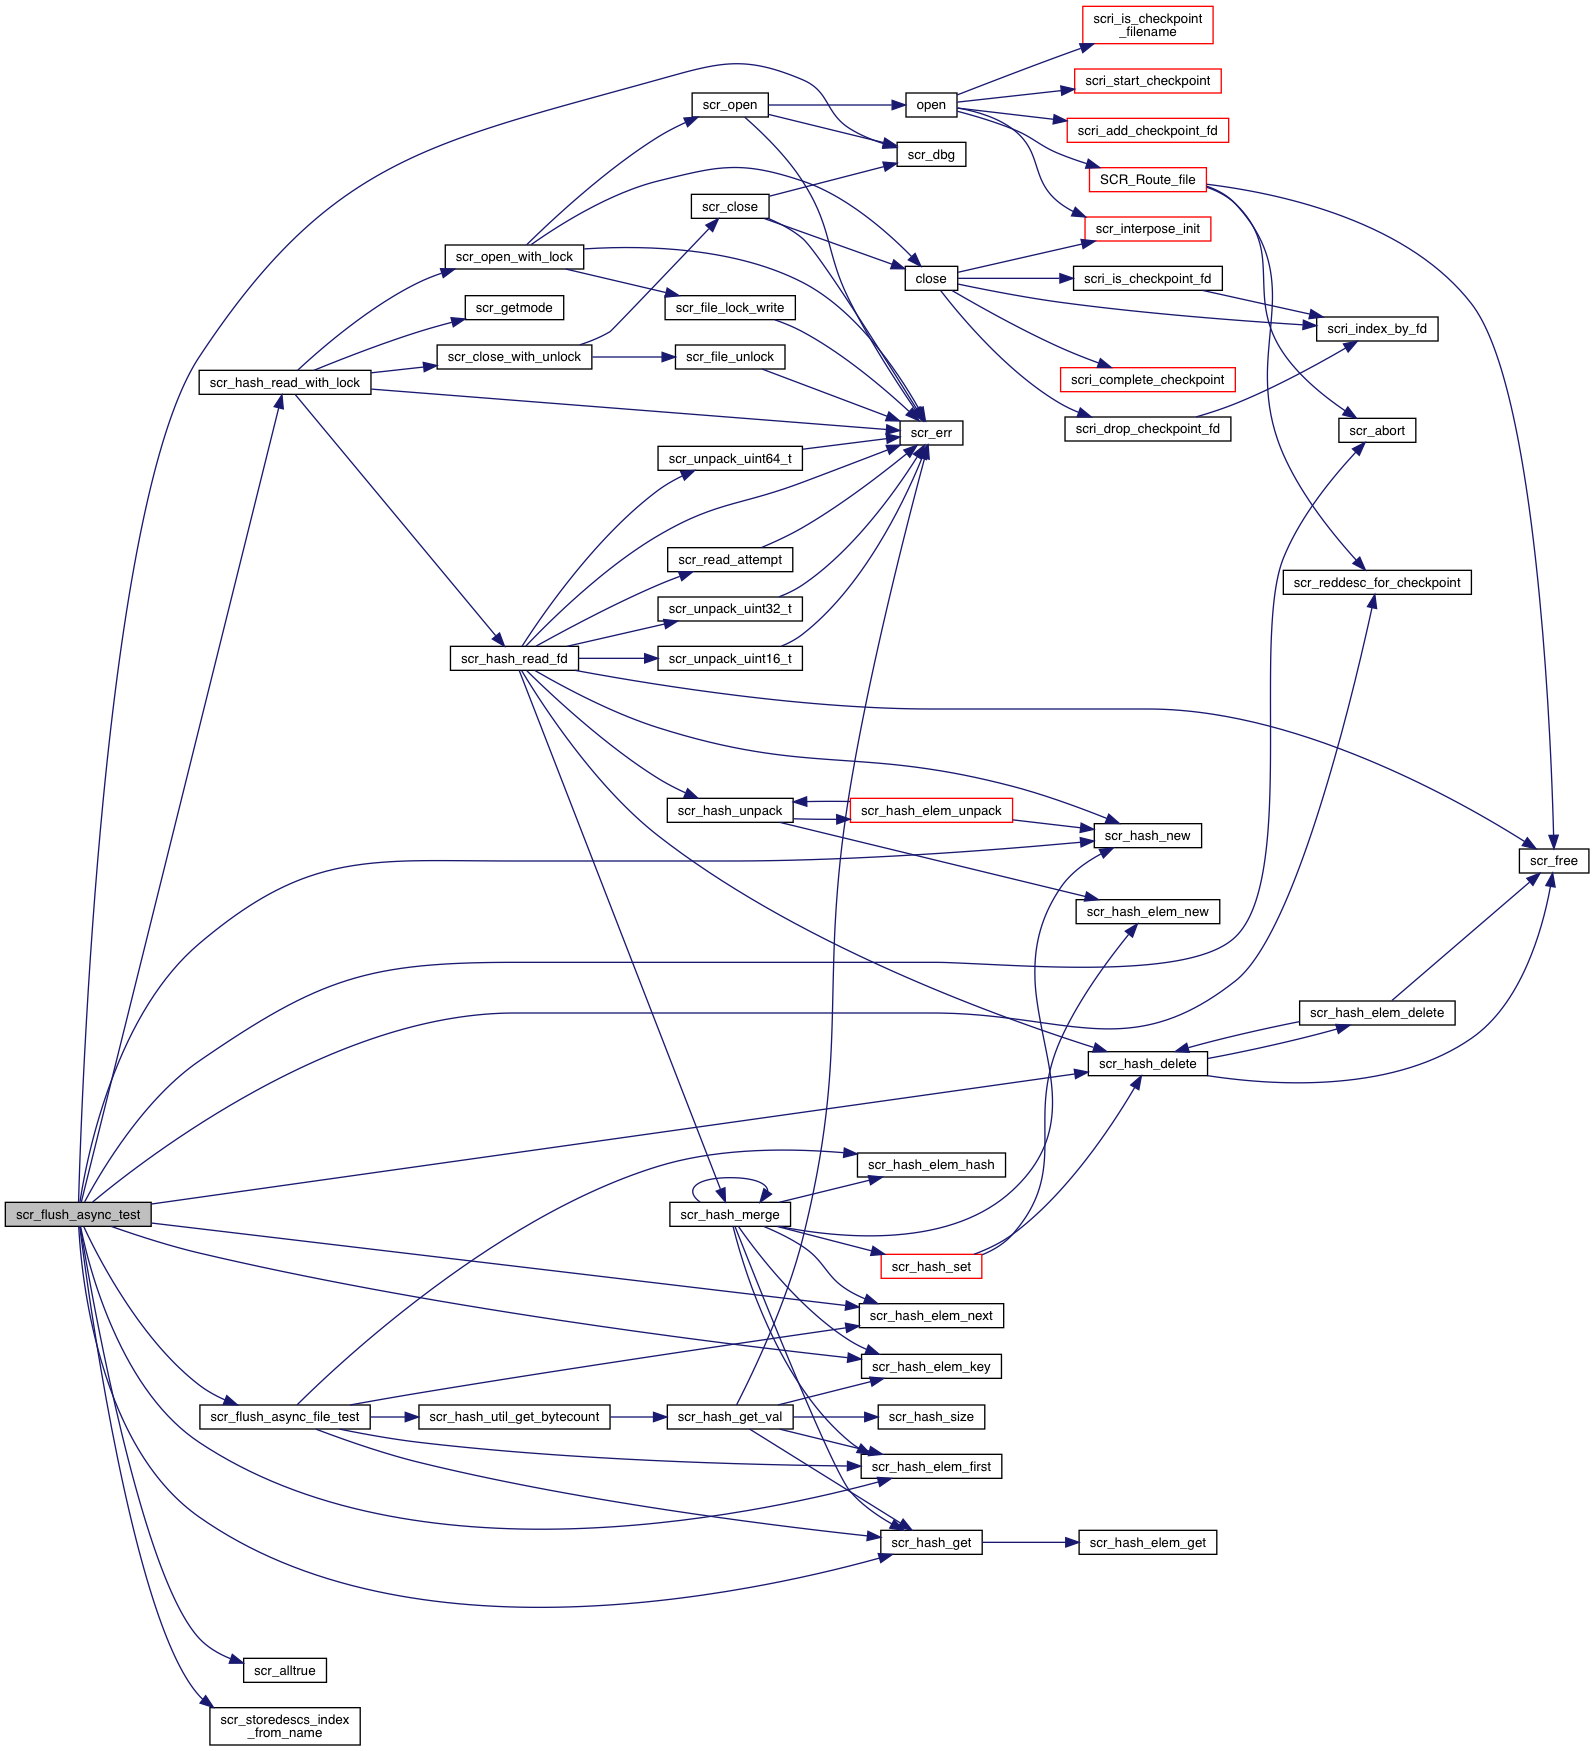 scri_is_checkpoint
_filename
scri_start_checkpoint
scr_open
open
scri_add_checkpoint_fd
scr_dbg
SCR_Route_file
scr_close
scr_interpose_init
scr_open_with_lock
close
scri_is_checkpoint_fd
scr_getmode
scr_file_lock_write
scri_index_by_fd
scr_close_with_unlock
scr_file_unlock
scr_hash_read_with_lock
scri_complete_checkpoint
scri_drop_checkpoint_fd
scr_abort
scr_err
scr_unpack_uint64_t
scr_read_attempt
scr_reddesc_for_checkpoint
scr_unpack_uint32_t
scr_hash_read_fd
scr_unpack_uint16_t
scr_hash_unpack
scr_hash_elem_unpack
scr_hash_new
scr_free
scr_hash_elem_new
scr_hash_elem_delete
scr_hash_delete
scr_hash_elem_hash
scr_flush_async_test
scr_hash_merge
scr_hash_set
scr_hash_elem_next
scr_hash_elem_key
scr_flush_async_file_test
scr_hash_util_get_bytecount
scr_hash_get_val
scr_hash_size
scr_hash_elem_first
scr_hash_get
scr_hash_elem_get
scr_alltrue
scr_storedescs_index
_from_name